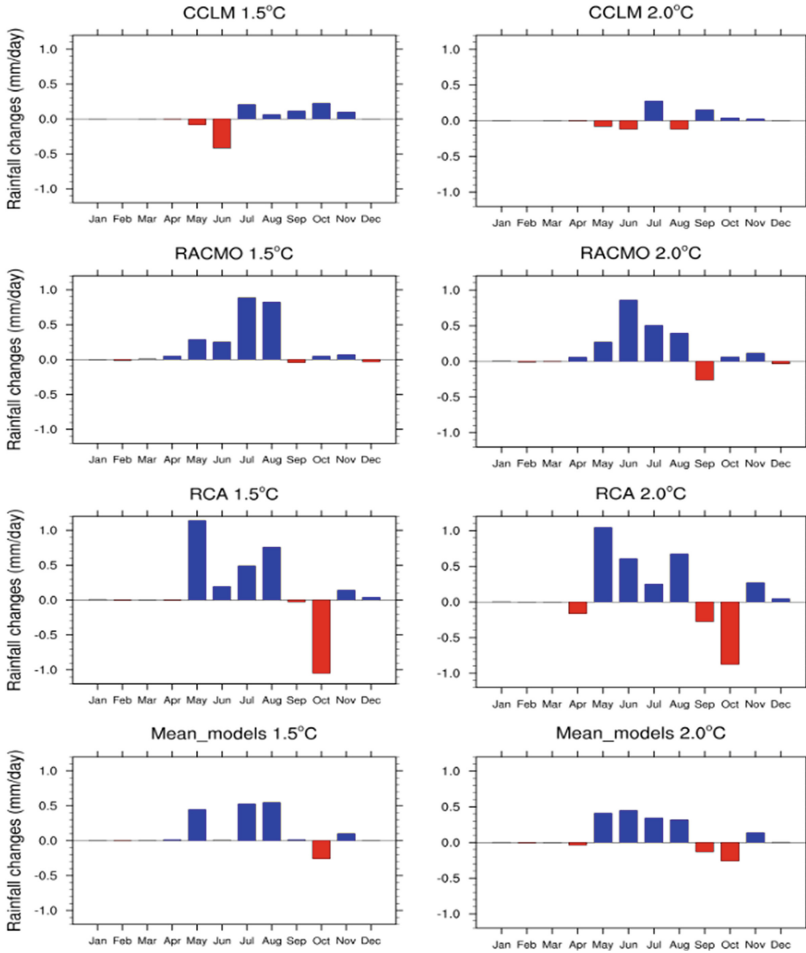 CCLM 1.5°C
CCLM 2.0°C
Rainfall changes (mm/day)
1.0
0.5
0.0
-0.5
-1.0
Jan Feb Mar Apr May Jun Jul Aug Sep Oct Nov Dec
1.0
0.5
0.0
-0.5
-1.0
Jan Feb Mar Apr May Jun Jul Aug Sep Oct Nov Dec
RACMO 1.5°C
RACMO 2.0°C
Rainfall changes (mm/day)
1.0
0.5
0.0
-0.5
-1.0
Jan Feb Mar Apr May Jun Jul Aug Sep Oct Nov Dec
1.0
0.5
0.0
-0.5
-1.0
Jan Feb Mar Apr May Jun Jul Aug Sep Oct Nov Dec
RCA 1.5°C
RCA 2.0°C
Rainfall changes (mm/day)
1.0
0.5
0.0
-0.5
-1.0
Jan Feb Mar Apr May Jun Jul Aug Sep Oct Nov Dec
1.0
0.5
0.0
-0.5
-1.0
Jan Feb Mar Apr May Jun Jul Aug Sep Oct Nov Dec
Mean_models 1.5°C
Mean_models 2.0°C
Rainfall changes (mm/day)
1.0
0.5
0.0
-0.5
-1.0
Jan Feb Mar Apr May Jun Jul Aug Sep Oct Nov Dec
1.0
0.5
0.0
-0.5
-1.0
Jan Feb Mar Apr May Jun Jul Aug Sep Oct Nov Dec